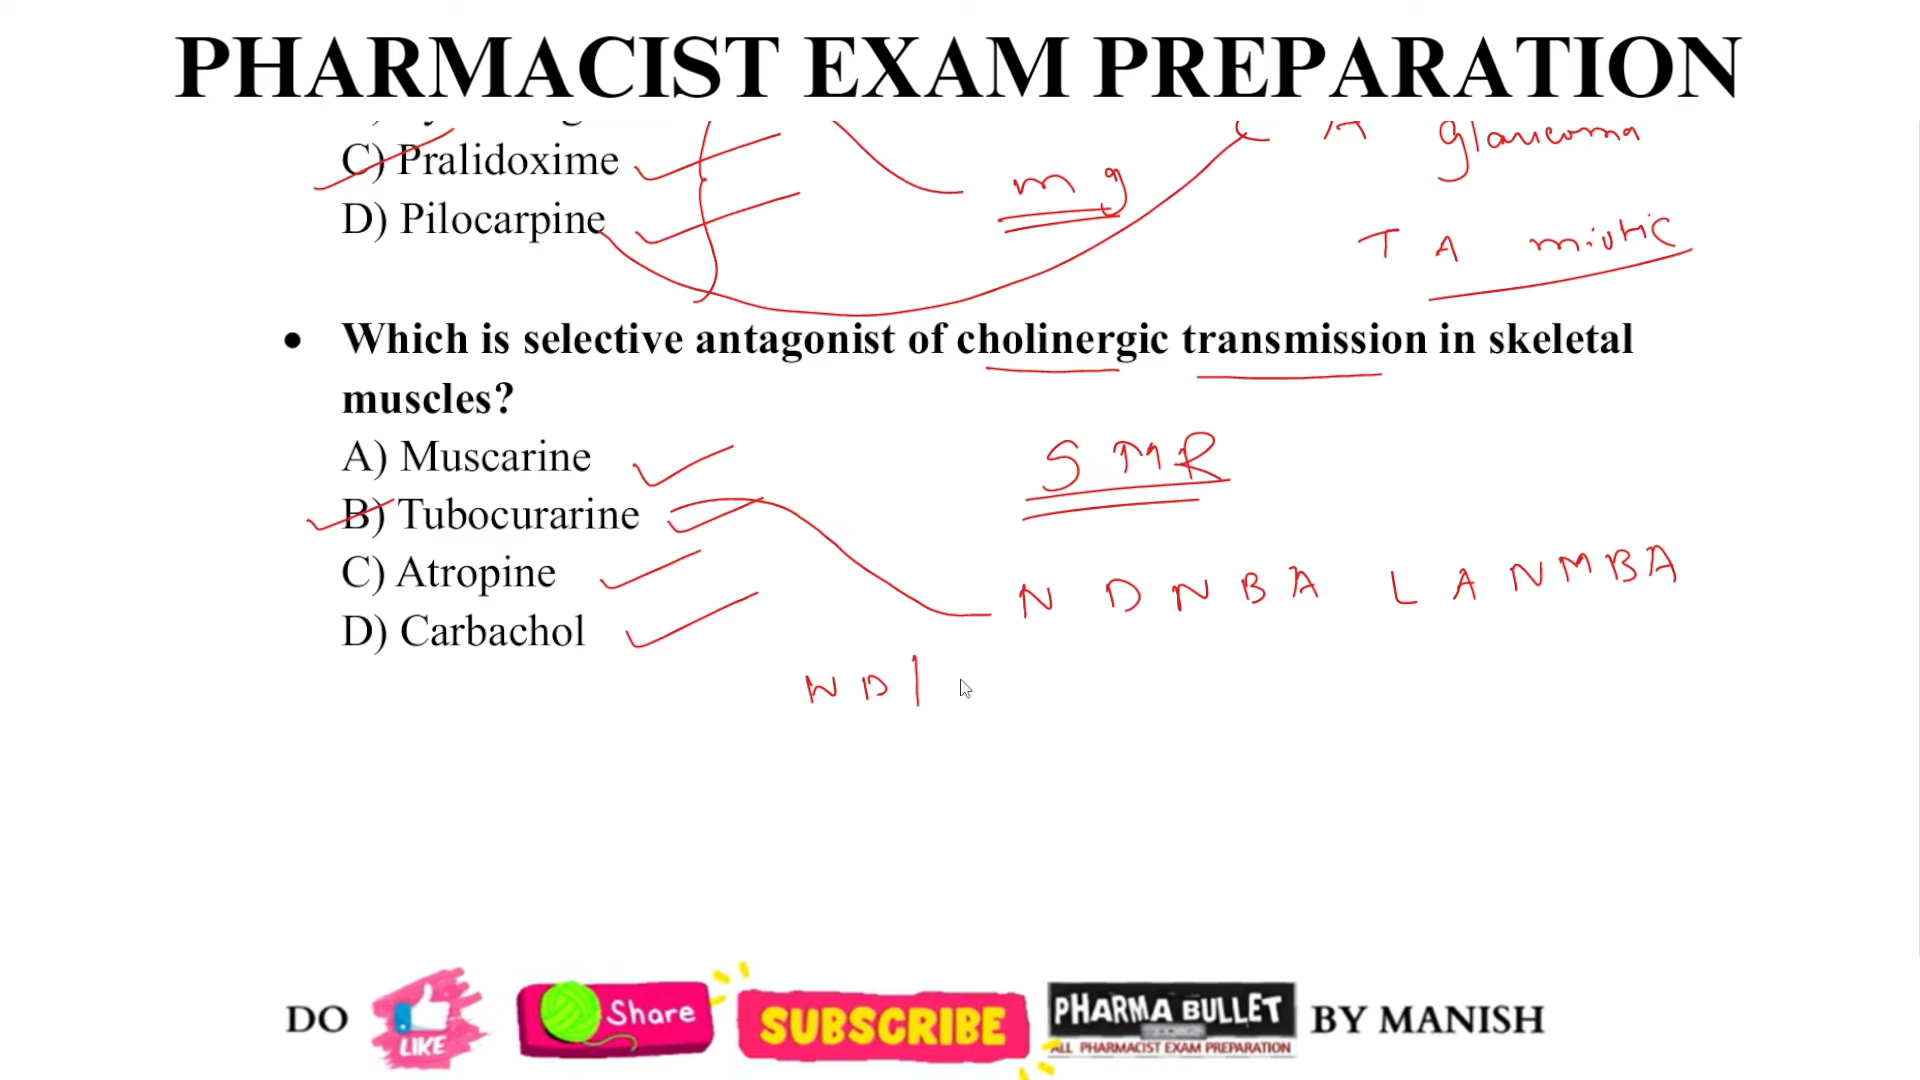 PHARMACIST EXAM PREPARATION
C) Pralidoxime
glaucoma
mg
D) Pilocarpine
T A miotic
• Which is selective antagonist of cholinergic transmission in skeletal
muscles?
A) Muscarine
SMR
B) Tubocurarine
C) Atropine
N D N B A L A N M B A
D) Carbachol
N D |
DO LIKE Share SUBSCRIBE PHARMA BULLET BY MANISH
ALL PHARMACIST EXAM PREPARATION